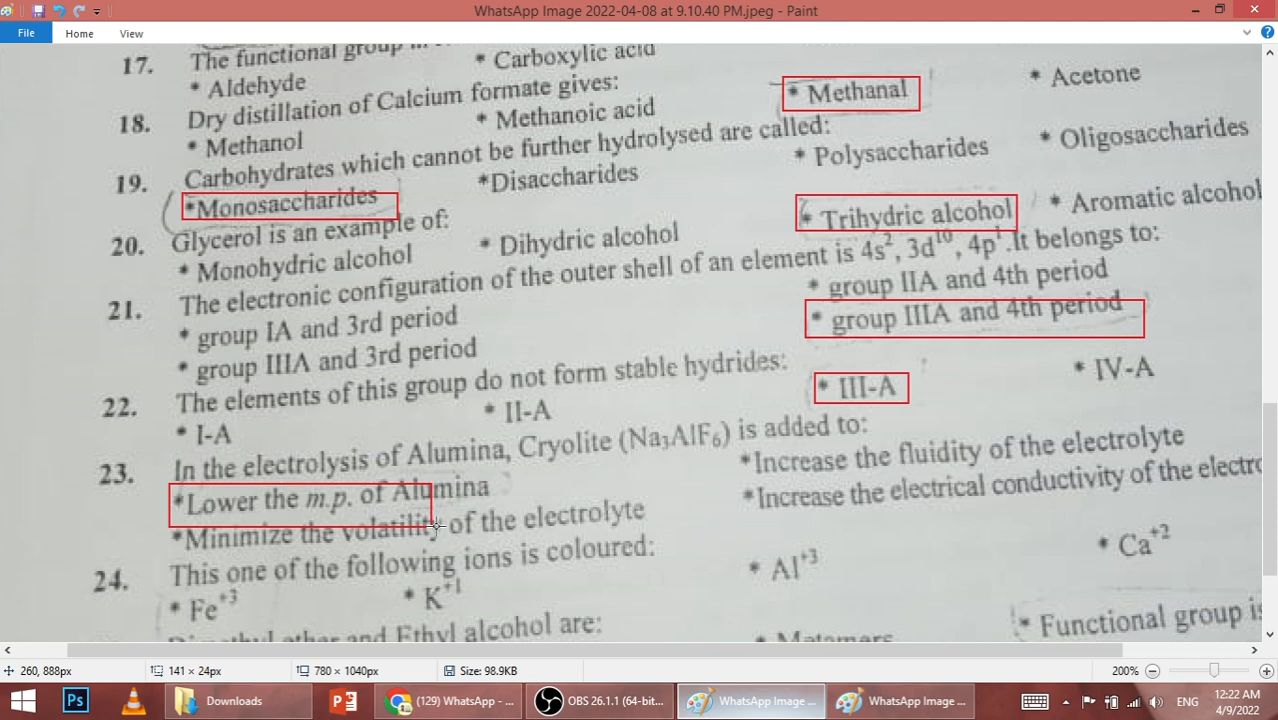 WhatsApp Image 2022-04-08 at 9.10.40 PM.jpeg - Paint
File Home View
17. The functional group
* Aldehyde * Carboxylic acid
18. Dry distillation of Calcium formate gives:
* Methanol * Methanoic acid * Methanal * Acetone
19. Carbohydrates which cannot be further hydrolysed are called:
*Monosaccharides *Disaccharides * Polysaccharides * Oligosaccharides
20. Glycerol is an example of:
* Monohydric alcohol * Dihydric alcohol * Trihydric alcohol * Aromatic alcohol
21. The electronic configuration of the outer shell of an element is 4s², 3d¹⁰, 4p¹. It belongs to:
* group IA and 3rd period * group IIA and 4th period
* group IIIA and 3rd period * group IIIA and 4th period
22. The elements of this group do not form stable hydrides:
* I-A * II-A * III-A * IV-A
23. In the electrolysis of Alumina, Cryolite (Na₃AlF₆) is added to:
*Lower the m.p. of Alumina *Increase the fluidity of the electrolyte
*Minimize the volatility of the electrolyte *Increase the electrical conductivity of the electro
24. This one of the following ions is coloured:
* Fe⁺³ * K⁺¹ * Al⁺³ * Ca⁺²
Dimethyl ether and Ethyl alcohol are:
* Metamers * Functional group is
260, 888px 141 × 24px 780 × 1040px Size: 98.9KB 200%
Ps Downloads (129) WhatsApp - ... OBS 26.1.1 (64-bit... WhatsApp Image ... WhatsApp Image ... ENG 12:22 AM
4/9/2022